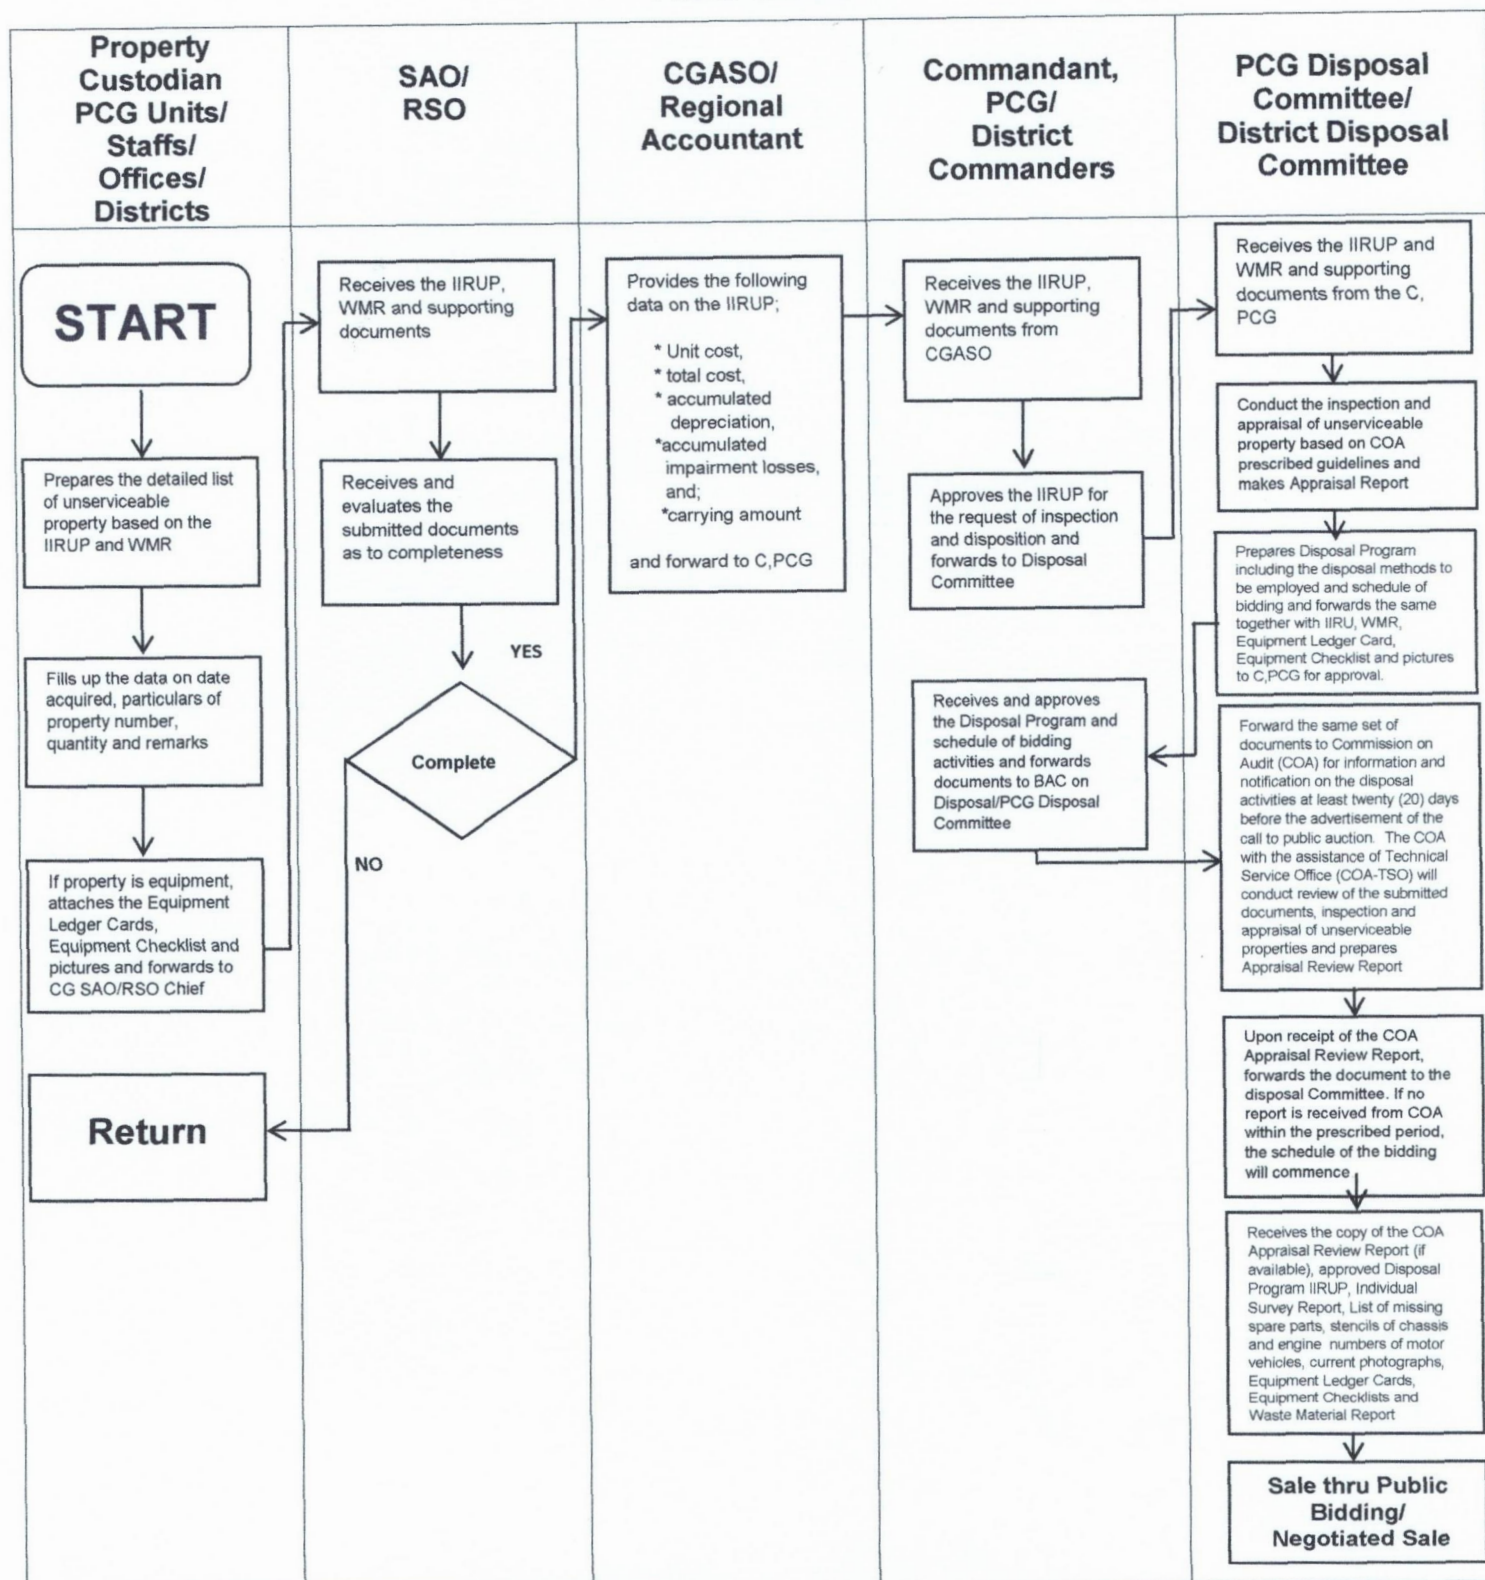 Property
Custodian
PCG Units/
Staffs/
Offices/
Districts
SAO/
RSO
CGASO/
Regional
Accountant
Commandant,
PCG/
District
Commanders
PCG Disposal
Committee/
District Disposal
Committee
START
Prepares the detailed list
of unserviceable
property based on the
IIRUP and WMR
Fills up the data on date
acquired, particulars of
property number,
quantity and remarks
If property is equipment,
attaches the Equipment
Ledger Cards,
Equipment Checklist and
pictures and forwards to
CG SAO/RSO Chief
Return
Receives the IIRUP,
WMR and supporting
documents
Receives and
evaluates the
submitted documents
as to completeness
YES
Complete
NO
Provides the following
data on the IIRUP;
* Unit cost,
* total cost,
* accumulated
depreciation,
*accumulated
impairment losses,
and;
*carrying amount
and forward to C,PCG
Receives the IIRUP,
WMR and supporting
documents from
CGASO
Approves the IIRUP for
the request of inspection
and disposition and
forwards to Disposal
Committee
Receives and approves
the Disposal Program and
schedule of bidding
activities and forwards
documents to BAC on
Disposal/PCG Disposal
Committee
Receives the IIRUP and
WMR and supporting
documents from the C,
PCG
Conduct the inspection and
appraisal of unserviceable
property based on COA
prescribed guidelines and
makes Appraisal Report
Prepares Disposal Program
including the disposal methods to
be employed and schedule of
bidding and forwards the same
together with IIRU, WMR,
Equipment Ledger Card,
Equipment Checklist and pictures
to C,PCG for approval.
Forward the same set of
documents to Commission on
Audit (COA) for information and
notification on the disposal
activities at least twenty (20) days
before the advertisement of the
call to public auction. The COA
with the assistance of Technical
Service Office (COA-TSO) will
conduct review of the submitted
documents, inspection and
appraisal of unserviceable
properties and prepares
Appraisal Review Report
Upon receipt of the COA
Appraisal Review Report,
forwards the document to the
disposal Committee. If no
report is received from COA
within the prescribed period,
the schedule of the bidding
will commence
Receives the copy of the COA
Appraisal Review Report (if
available), approved Disposal
Program IIRUP, Individual
Survey Report, List of missing
spare parts, stencils of chassis
and engine numbers of motor
vehicles, current photographs,
Equipment Ledger Cards,
Equipment Checklists and
Waste Material Report
Sale thru Public
Bidding/
Negotiated Sale